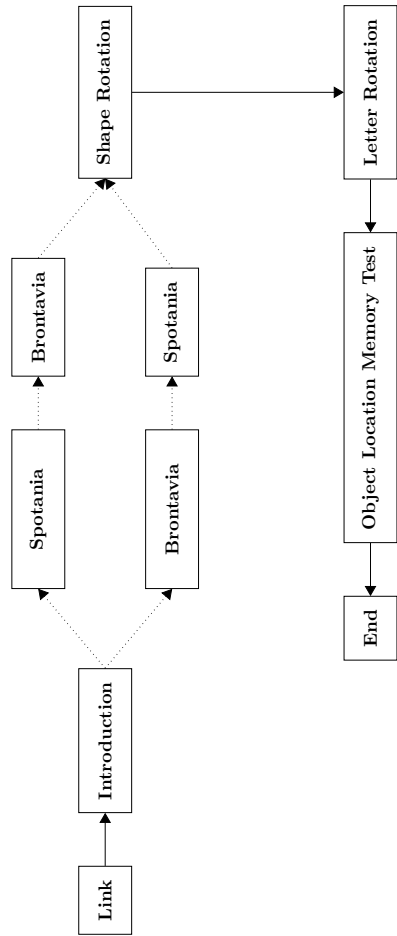 Link
Introduction
Spotania
Brontavia
Brontavia
Spotania
Shape Rotation
Letter Rotation
Object Location Memory Test
End